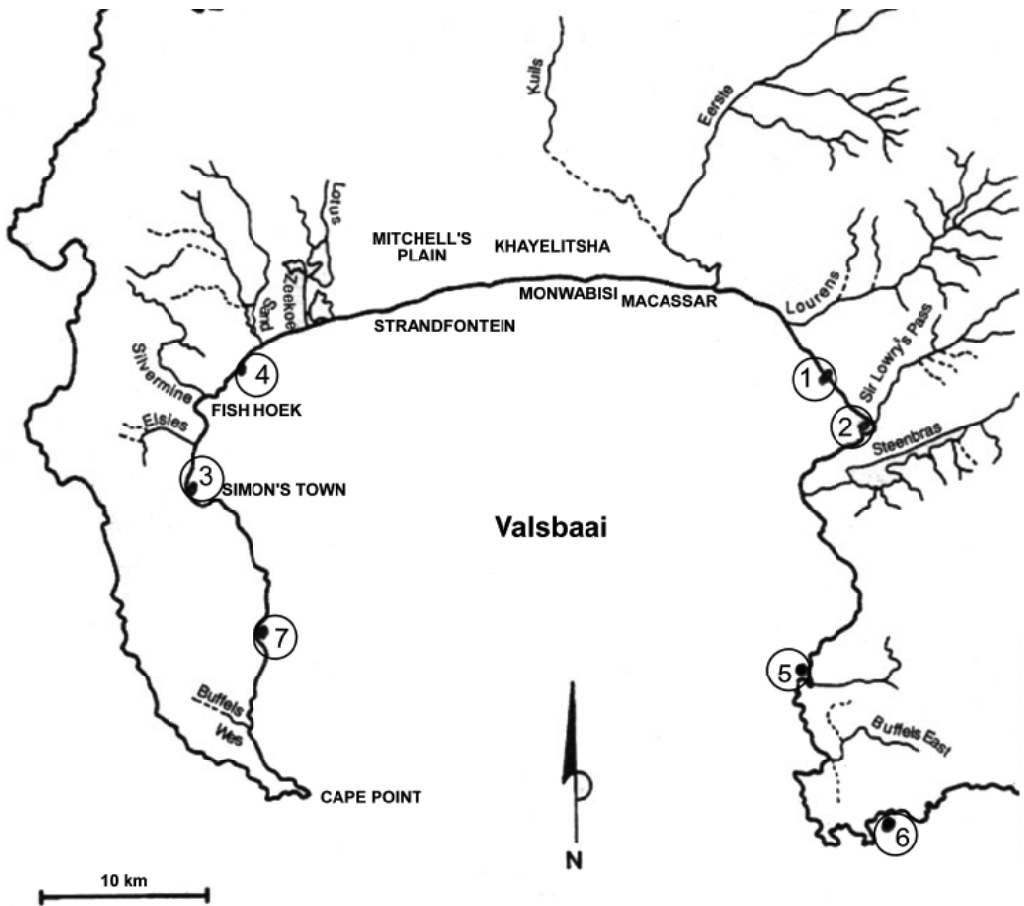 Kuils
Eerste
Lotus
MITCHELL'S
PLAIN
KHAYELITSHA
Zeekoe
Sand
MONWABISI
MACASSAR
Lourens
STRANDFONTEIN
Sir Lowry's Pass
Silvermine
4
1
FISH HOEK
Elsies
2
Steenbras
3
SIMON'S TOWN
Valsbaai
7
5
Buffels
Wes
Buffels East
CAPE POINT
6
N
10 km